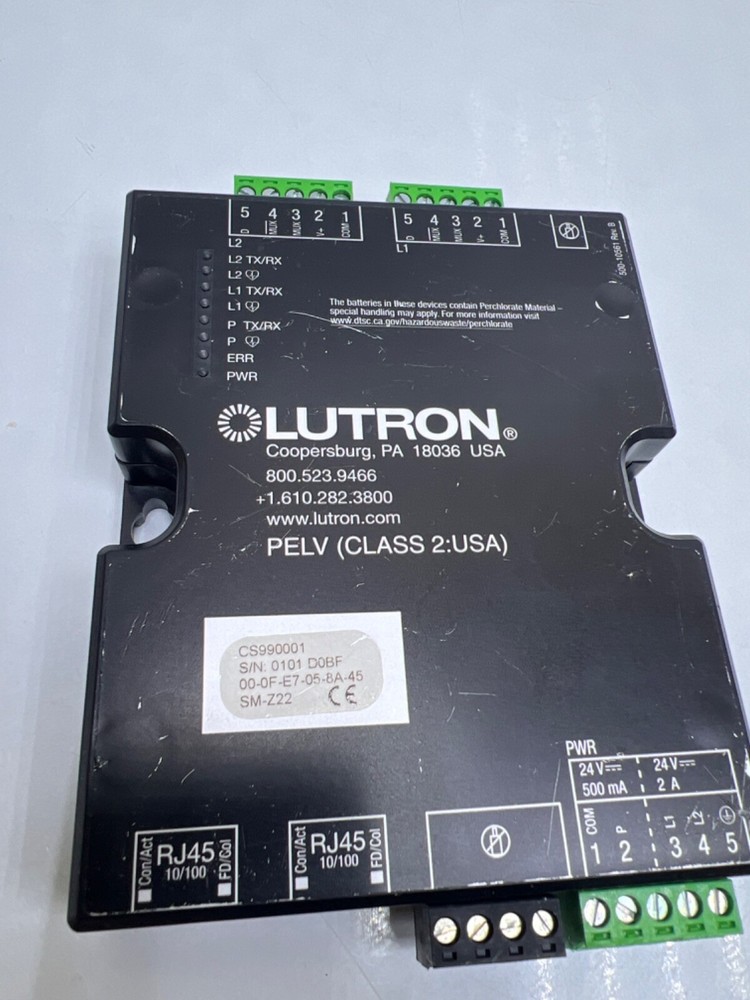 5 4 3 2 1
D MUX MUX V+ COM
L2
5 4 3 2 1
D MUX MUX V+ COM
L1
500-10561 Rev. B
L2 TX/RX
L2
L1 TX/RX
L1
P TX/RX
P
ERR
PWR
The batteries in these devices contain Perchlorate Material –
special handling may apply. For more information visit
www.dtsc.ca.gov/hazardouswaste/perchlorate
LUTRON®
Coopersburg, PA 18036 USA
800.523.9466
+1.610.282.3800
www.lutron.com
PELV (CLASS 2:USA)
CS990001
S/N: 0101 D0BF
00-0F-E7-05-8A-45
SM-Z22 CE
PWR
24 V 24 V
500 mA 2 A
COM P L1 L2
1 2 3 4 5
Con/Act RJ45 10/100 FD/Col
Con/Act RJ45 10/100 FD/Col